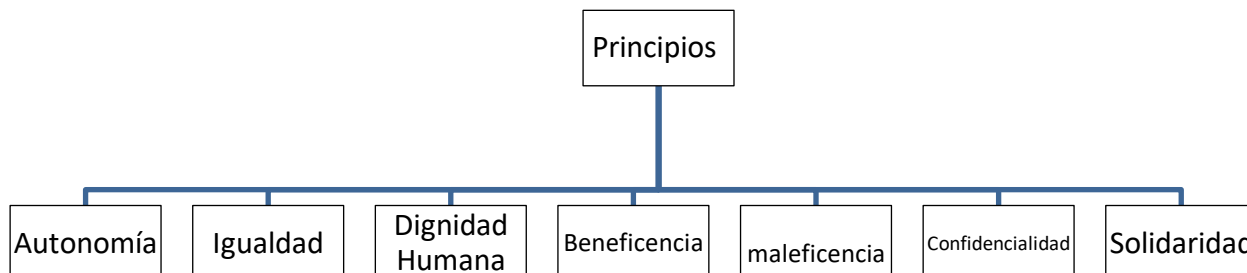 Principios
Autonomía
Igualdad
Dignidad
Humana
Beneficencia
maleficencia
Confidencialidad
Solidaridad